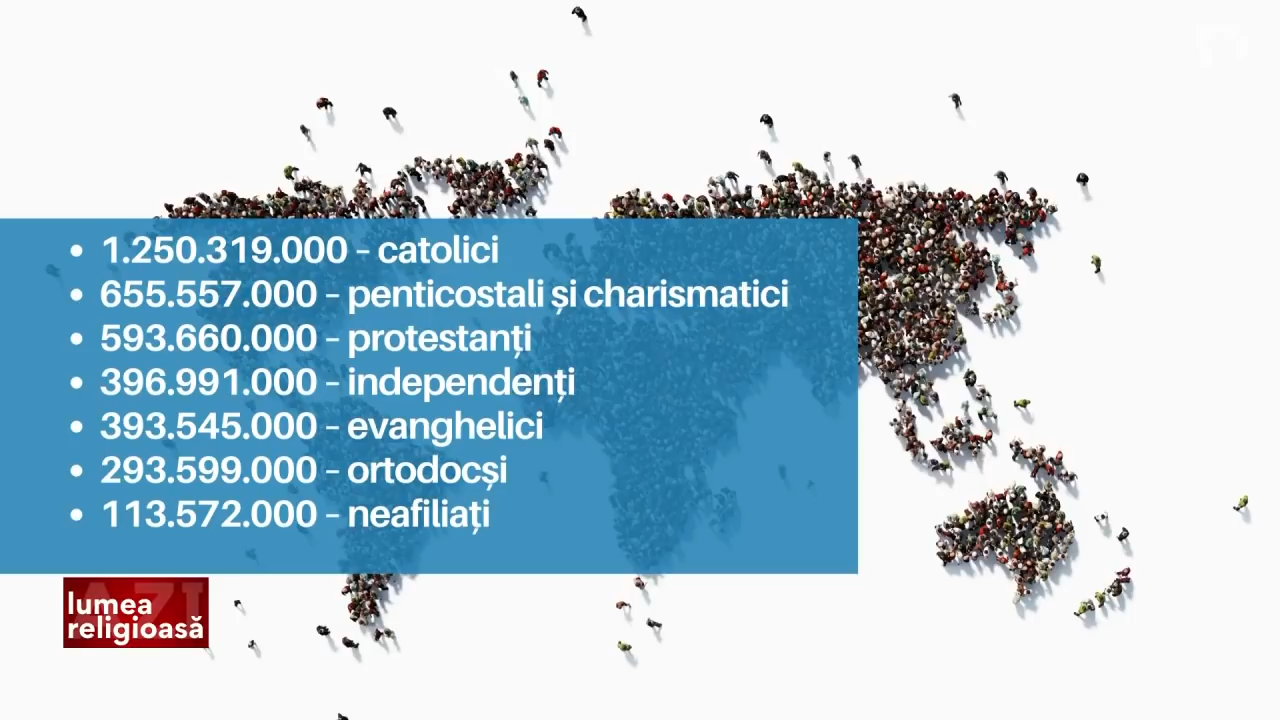 • 1.250.319.000 – catolici
• 655.557.000 – penticostali și charismatici
• 593.660.000 – protestanți
• 396.991.000 – independenți
• 393.545.000 – evanghelici
• 293.599.000 – ortodocși
• 113.572.000 – neafiliați
AZI
lumea
religioasă